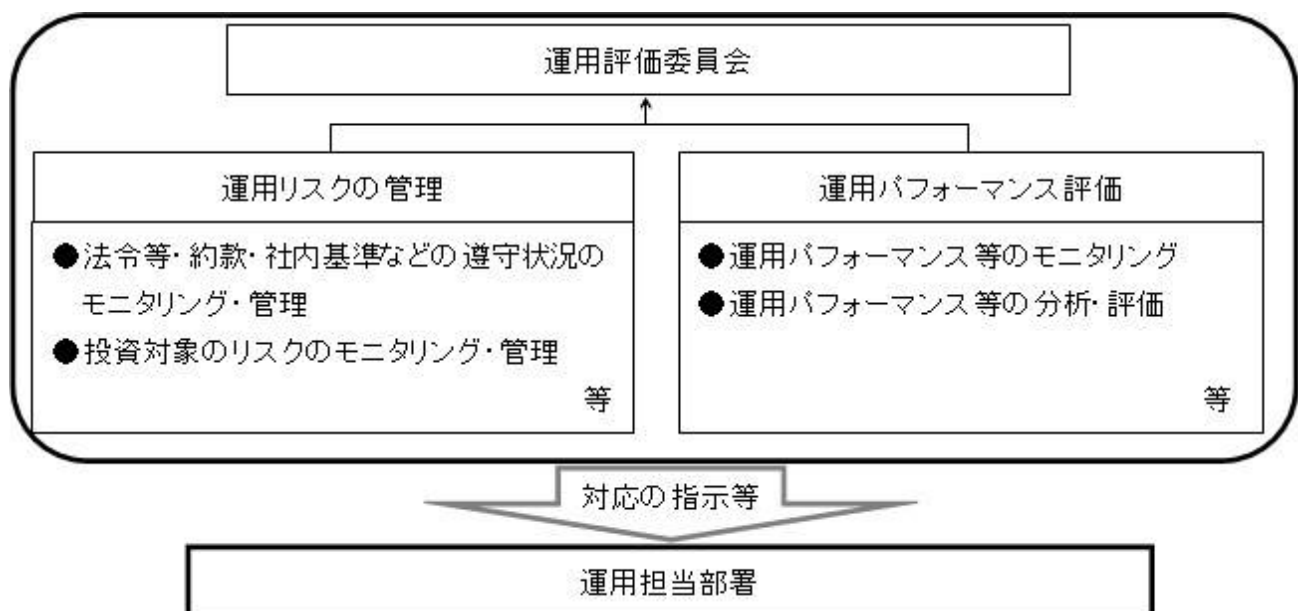 運用評価委員会
運用リスクの管理
●法令等・約款・社内基準などの遵守状況の
モニタリング・管理
●投資対象のリスクのモニタリング・管理
等
運用パフォーマンス評価
●運用パフォーマンス等のモニタリング
●運用パフォーマンス等の分析・評価
等
対応の指示等
運用担当部署